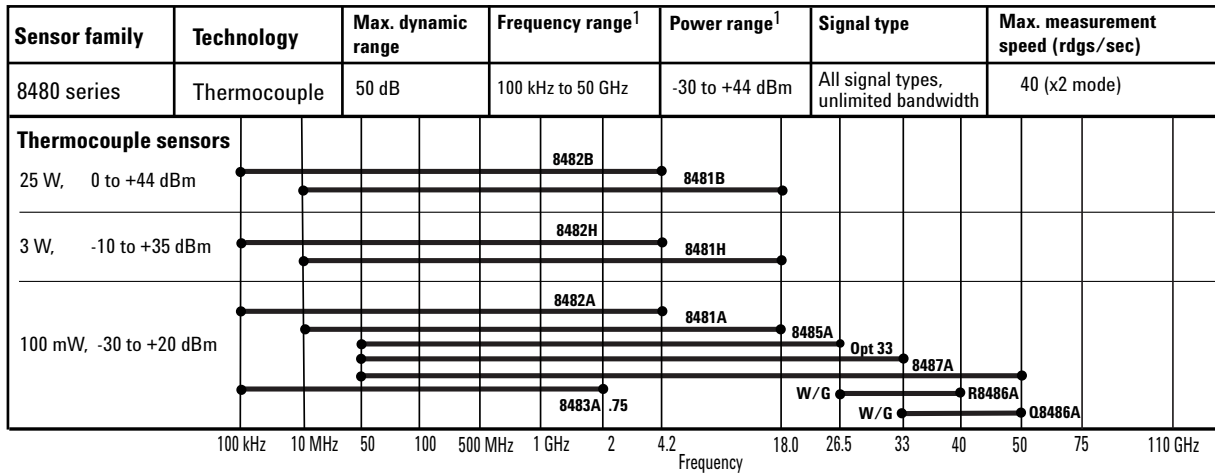 Sensor family Technology Max. dynamic range Frequency range1 Power range1 Signal type Max. measurement speed (rdgs/sec)
8480 series Thermocouple 50 dB 100 kHz to 50 GHz -30 to +44 dBm All signal types, unlimited bandwidth 40 (x2 mode)
Thermocouple sensors
8482B
25 W, 0 to +44 dBm
8481B
8482H
3 W, -10 to +35 dBm
8481H
8482A
8481A
100 mW, -30 to +20 dBm
8485A
Opt 33
8487A
W/G R8486A
8483A .75
W/G Q8486A
100 kHz 10 MHz 50 100 500 MHz 1 GHz 2 4.2 18.0 26.5 33 40 50 75 110 GHz
Frequency